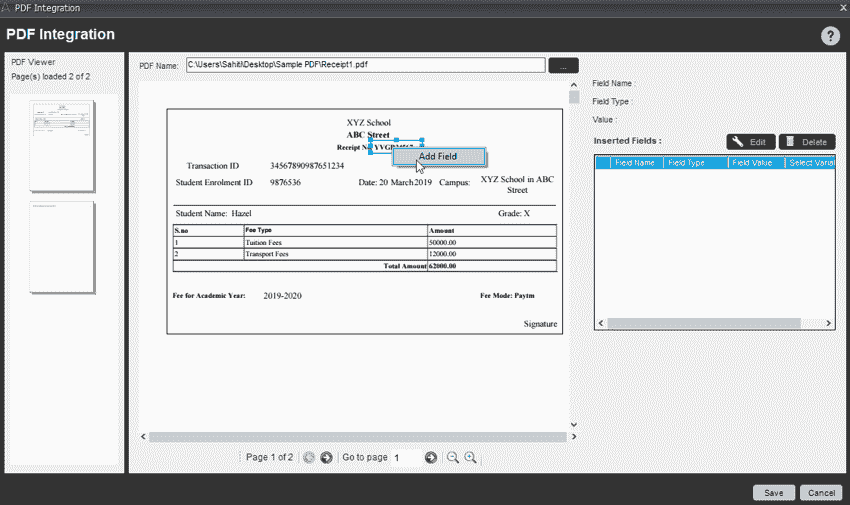 PDF Integration
PDF Integration
?
PDF Viewer
Page(s) loaded 2 of 2
PDF Name: C:\Users\Sahiti\Desktop\Sample PDF\Receipt1.pdf ...
XYZ School
ABC Street
Receipt No
Add Field
Transaction ID 34567890987651234
Student Enrolment ID 9876536 Date: 20 March2019 Campus: XYZ School in ABC
Street
Student Name: Hazel Grade: X
S.no Fee Type Amount
1 Tution Fees 50000.00
2 Transport Fees 12000.00
Total Amount 62000.00
Fee for Academic Year: 2019-2020 Fee Mode: Paytm
Signature
Page 1 of 2 Go to page 1
Field Name :
Field Type :
Value :
Inserted Fields : Edit Delete
Field Name Field Type Field Value Select Varial
Save Cancel